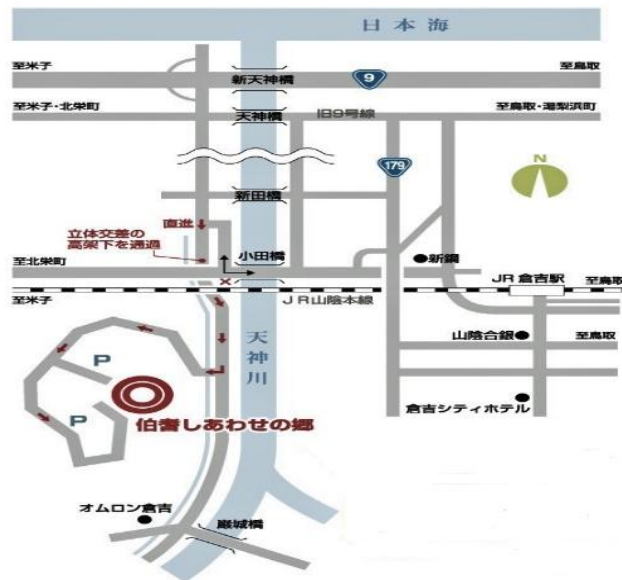 日本海
至米子
新天神橋
9
至鳥取
至米子・北栄町
天神橋
旧9号線
至鳥取・湯梨浜町
179
N
新田橋
直進
立体交差の
高架下を通過
小田橋
至北栄町
新鋼
JR倉吉駅
至鳥取
至米子
JR山陰本線
天神川
山陰合銀
至鳥取
P
P
伯耆しあわせの郷
倉吉シティホテル
オムロン倉吉
巌城橋